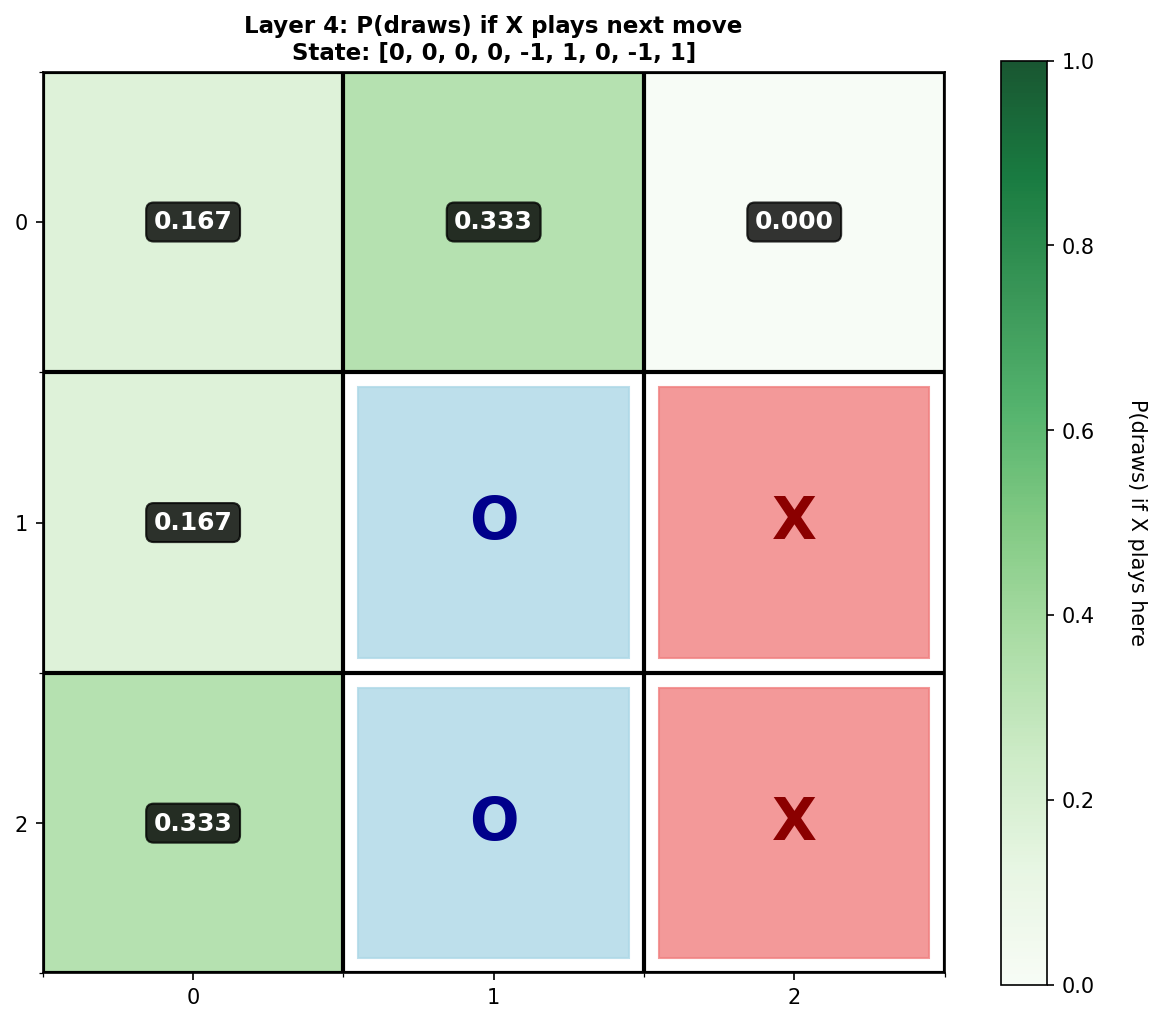 Layer 4: P(draws) if X plays next move
State: [0, 0, 0, 0, -1, 1, 0, -1, 1]
0
0.167
0.333
0.000
1
0.167
O
X
2
0.333
O
X
0
1
2
1.0
0.8
0.6
0.4
0.2
0.0
P(draws) if X plays here